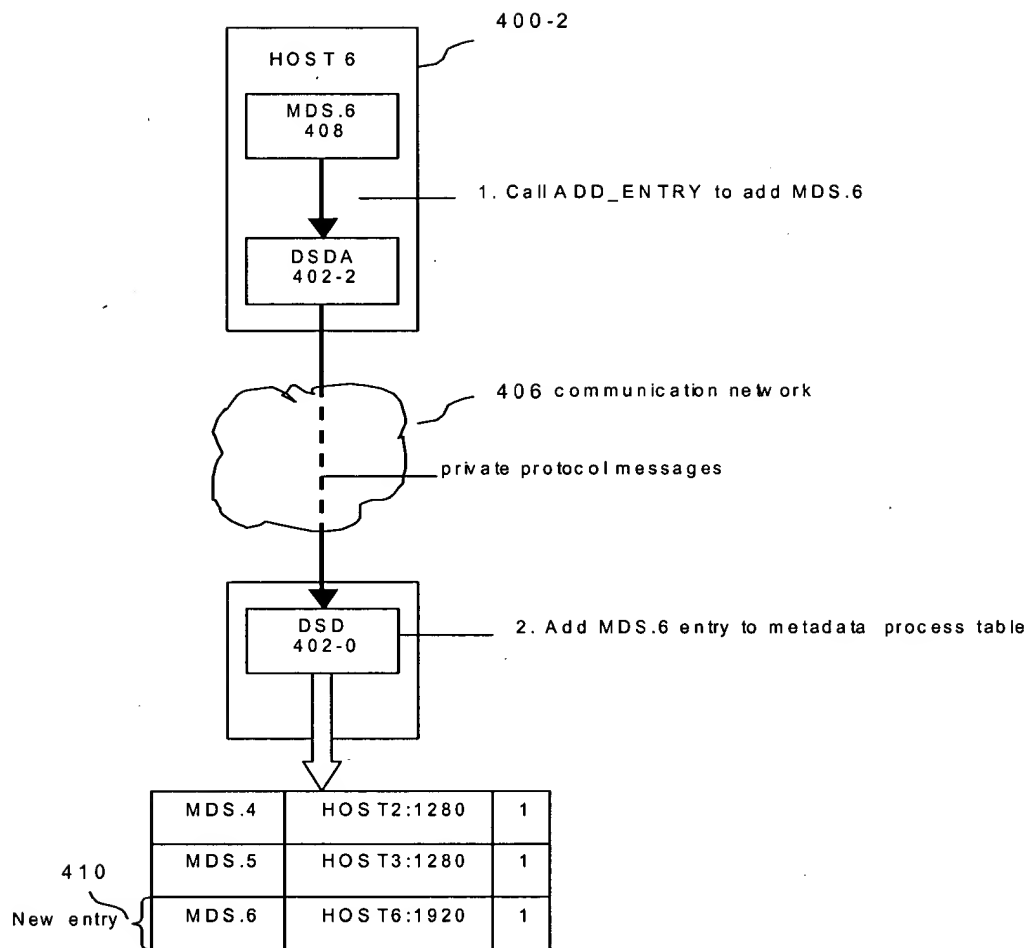 400-2
HOST 6
MDS.6
408
1. Call ADD_ENTRY to add MDS.6
DSDA
402-2
406 communication network
private protocol messages
DSD
402-0
2. Add MDS.6 entry to metadata process table
MDS.4 HOST2:1280 1
MDS.5 HOST3:1280 1
410
New entry
MDS.6 HOST6:1920 1